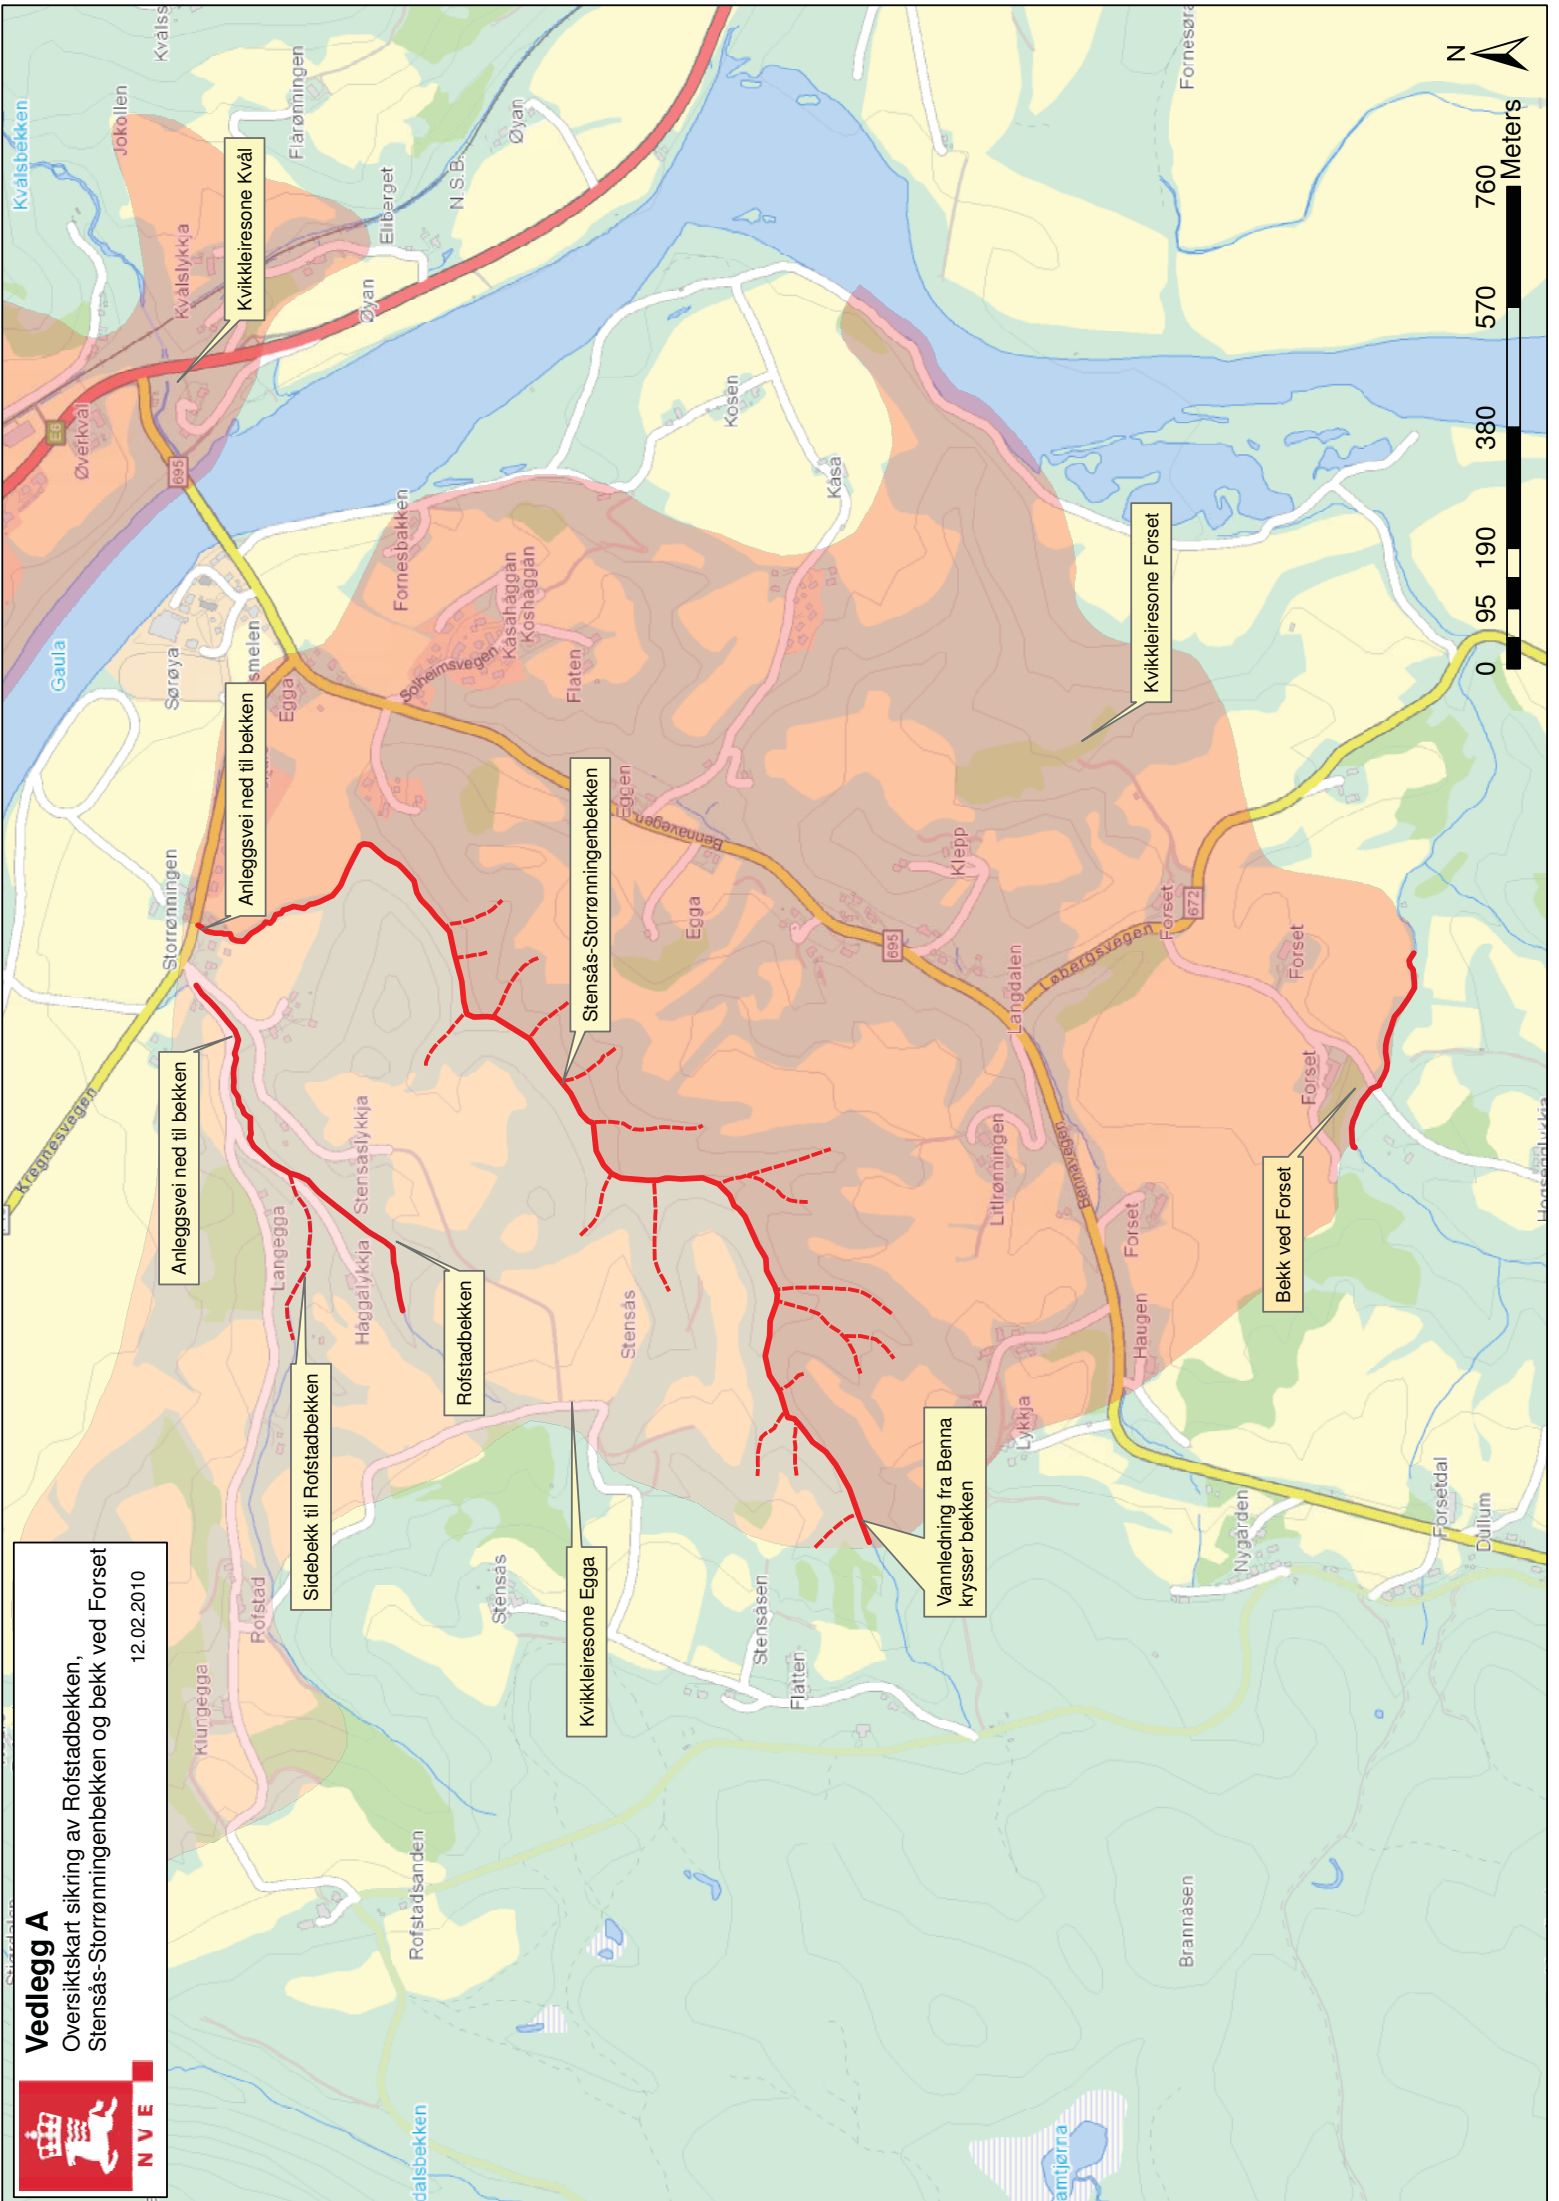 Vedlegg A
Oversiktskart sikring av Rofstadbekken,
Stensås-Storrønningenbekken og bekk ved Forset
12.02.2010
NVE
Klungegga
Rofstad
Rofstadsanden
Kregnesvegen
Anleggsvei ned til bekken
Langegga
Håggålykkja
Stensåslykkja
Sidebekk til Rofstadbekken
Rofstadbekken
Storrønningen
Anleggsvei ned til bekken
Gaula
Sørøya
Egga
Solheimsvegen
Fornesbakken
Kåsahaggan
Koshaggan
Flaten
E6
Øverkvål
695
Kvålsbekken
Jokollen
Kvålslykkja
Kvikkleiresone Kvål
Flarønningen
Eliberget
Øyan
N.S.B.
Øyan
Stensås
Kvikkleiresone Egga
Stensås
Stensås-Storrønningenbekken
Eggen
Bennavegen
Egga
Kosen
Kåsa
Stensåsen
Flatten
Vannledning fra Benna
krysser bekken
Lykkja
Litlrønningen
Langdalen
Klepp
695
Løbergsvegen
Bennavegen
Haugen
Forset
Forset
672
Kvikkleiresone Forset
Forset
Forset
Bekk ved Forset
Nygården
Forsetdal
Dullum
Brannåsen
N
0 95 190 380 570 760
Meters